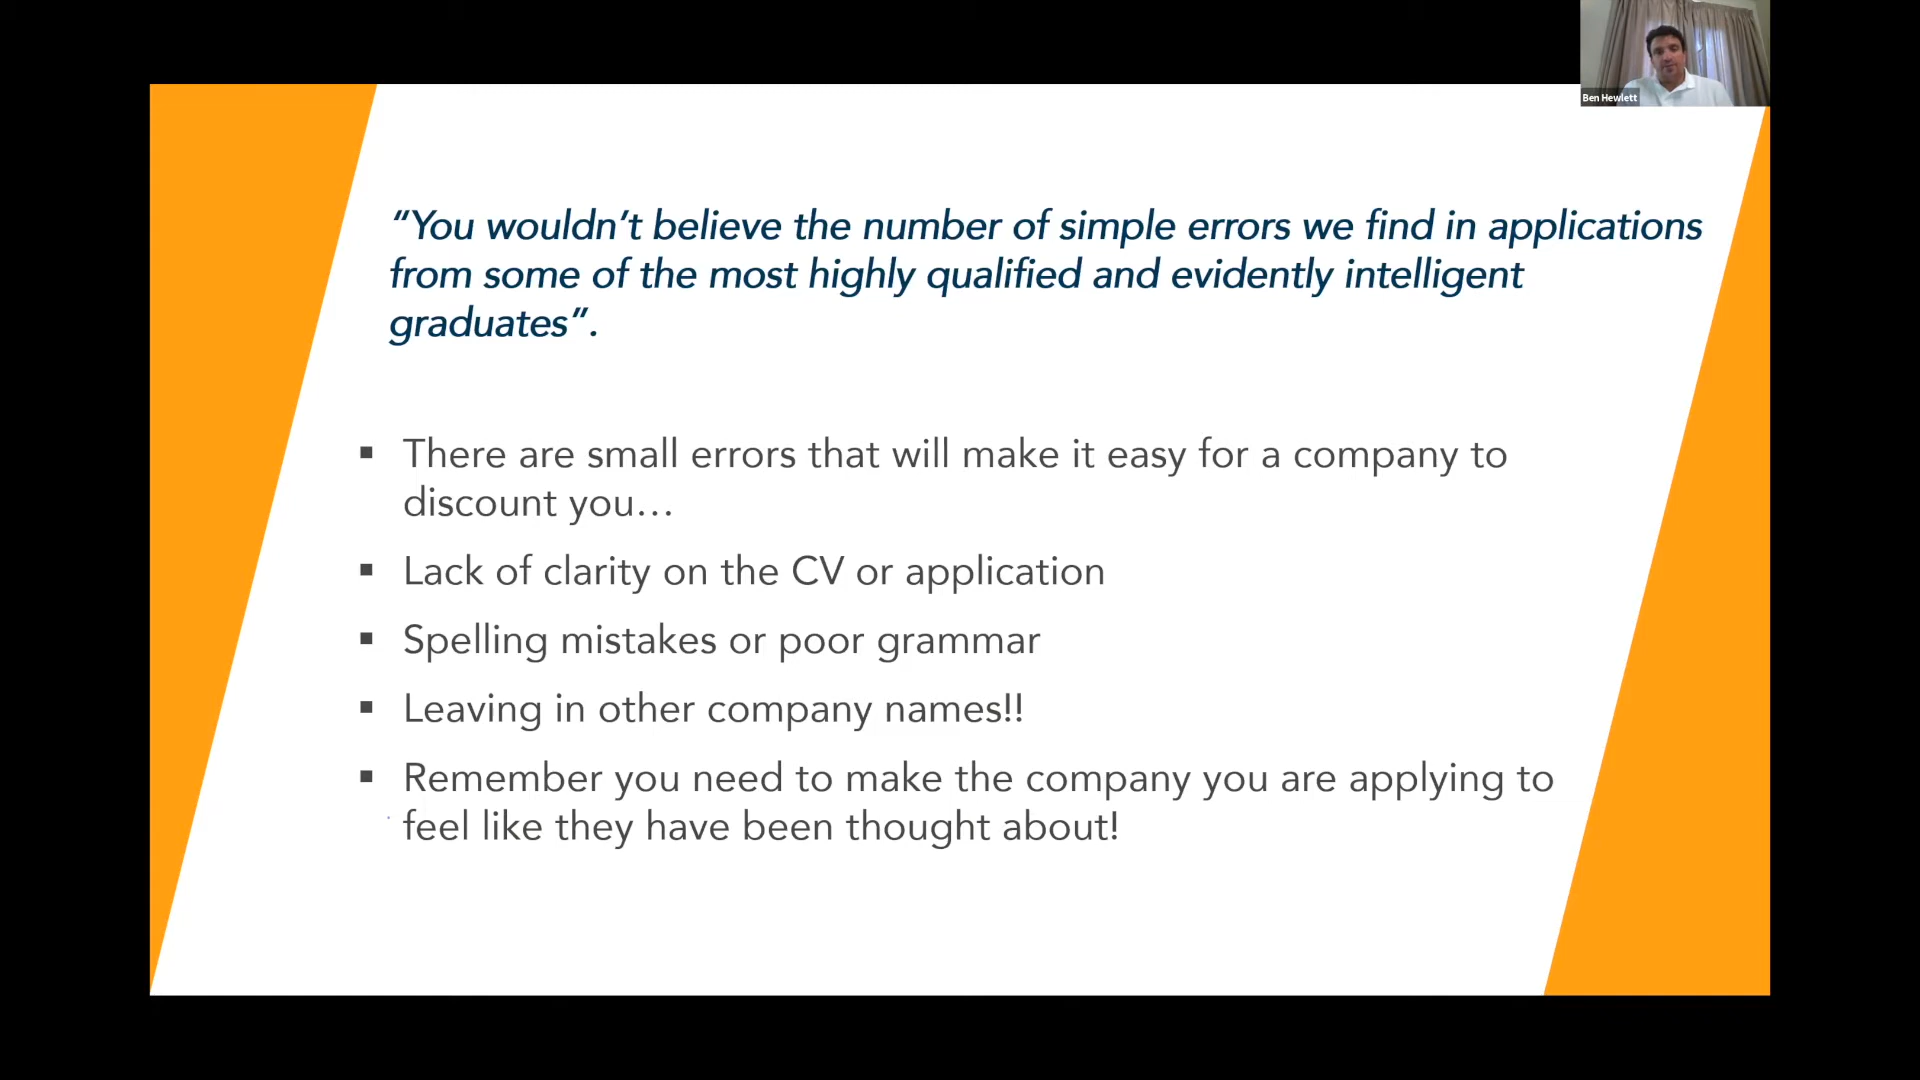 Ben Hewlett
“You wouldn’t believe the number of simple errors we find in applications
from some of the most highly qualified and evidently intelligent
graduates”.
▪ There are small errors that will make it easy for a company to
discount you…
▪ Lack of clarity on the CV or application
▪ Spelling mistakes or poor grammar
▪ Leaving in other company names!!
▪ Remember you need to make the company you are applying to
feel like they have been thought about!